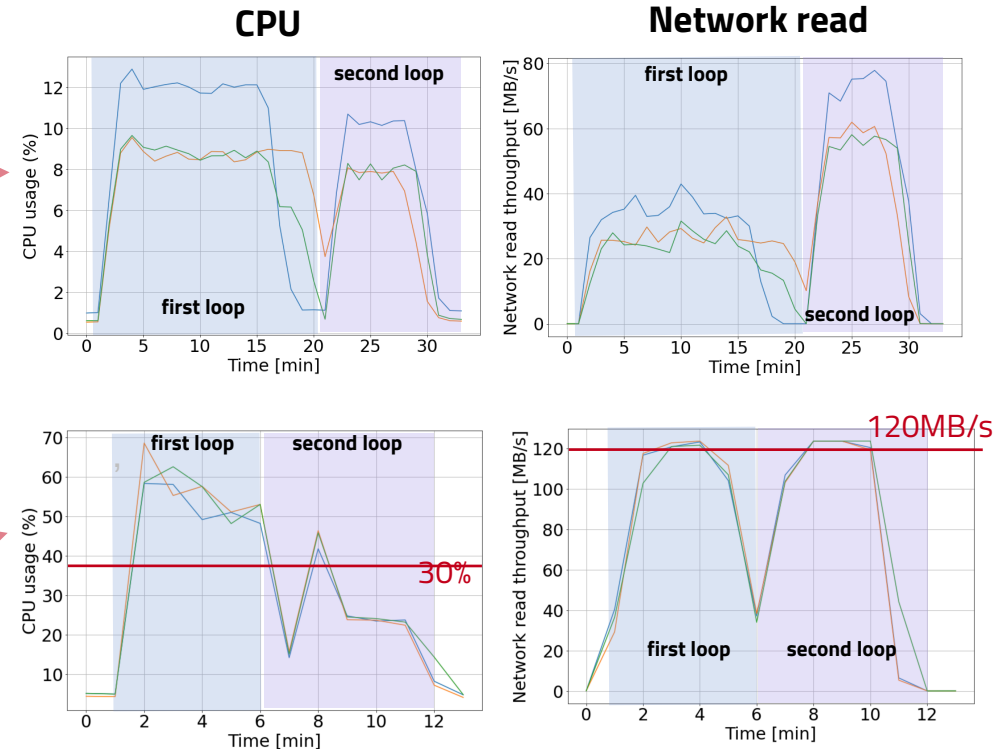 CPU
Network read
second loop
first loop
CPU usage (%)
12
10
8
6
4
2
0
0 5 10 15 20 25 30
Time [min]
first loop
second loop
Network read throughput [MB/s]
80
60
40
20
0
0 5 10 15 20 25 30
Time [min]
first loop
second loop
30%
CPU usage (%)
70
60
50
40
30
20
10
0 2 4 6 8 10 12
Time [min]
120MB/s
first loop
second loop
Network read throughput [MB/s]
120
100
80
60
40
20
0
0 2 4 6 8 10 12
Time [min]